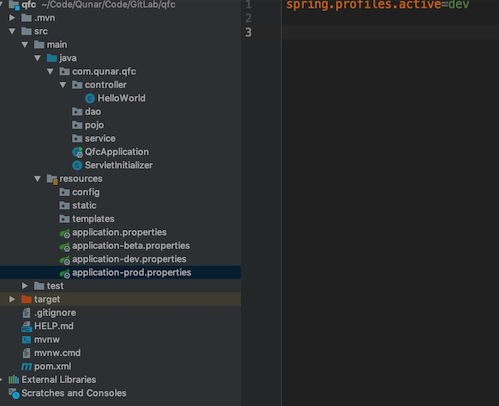 qfc ~/Code/Qunar/Code/GitLab/qfc
.mvn
src
main
java
com.qunar.qfc
controller
HelloWorld
dao
pojo
service
QfcApplication
ServletInitializer
resources
config
static
templates
application.properties
application-beta.properties
application-dev.properties
application-prod.properties
test
target
.gitignore
HELP.md
mvnw
mvnw.cmd
pom.xml
External Libraries
Scratches and Consoles
1 spring.profiles.active=dev
2
3